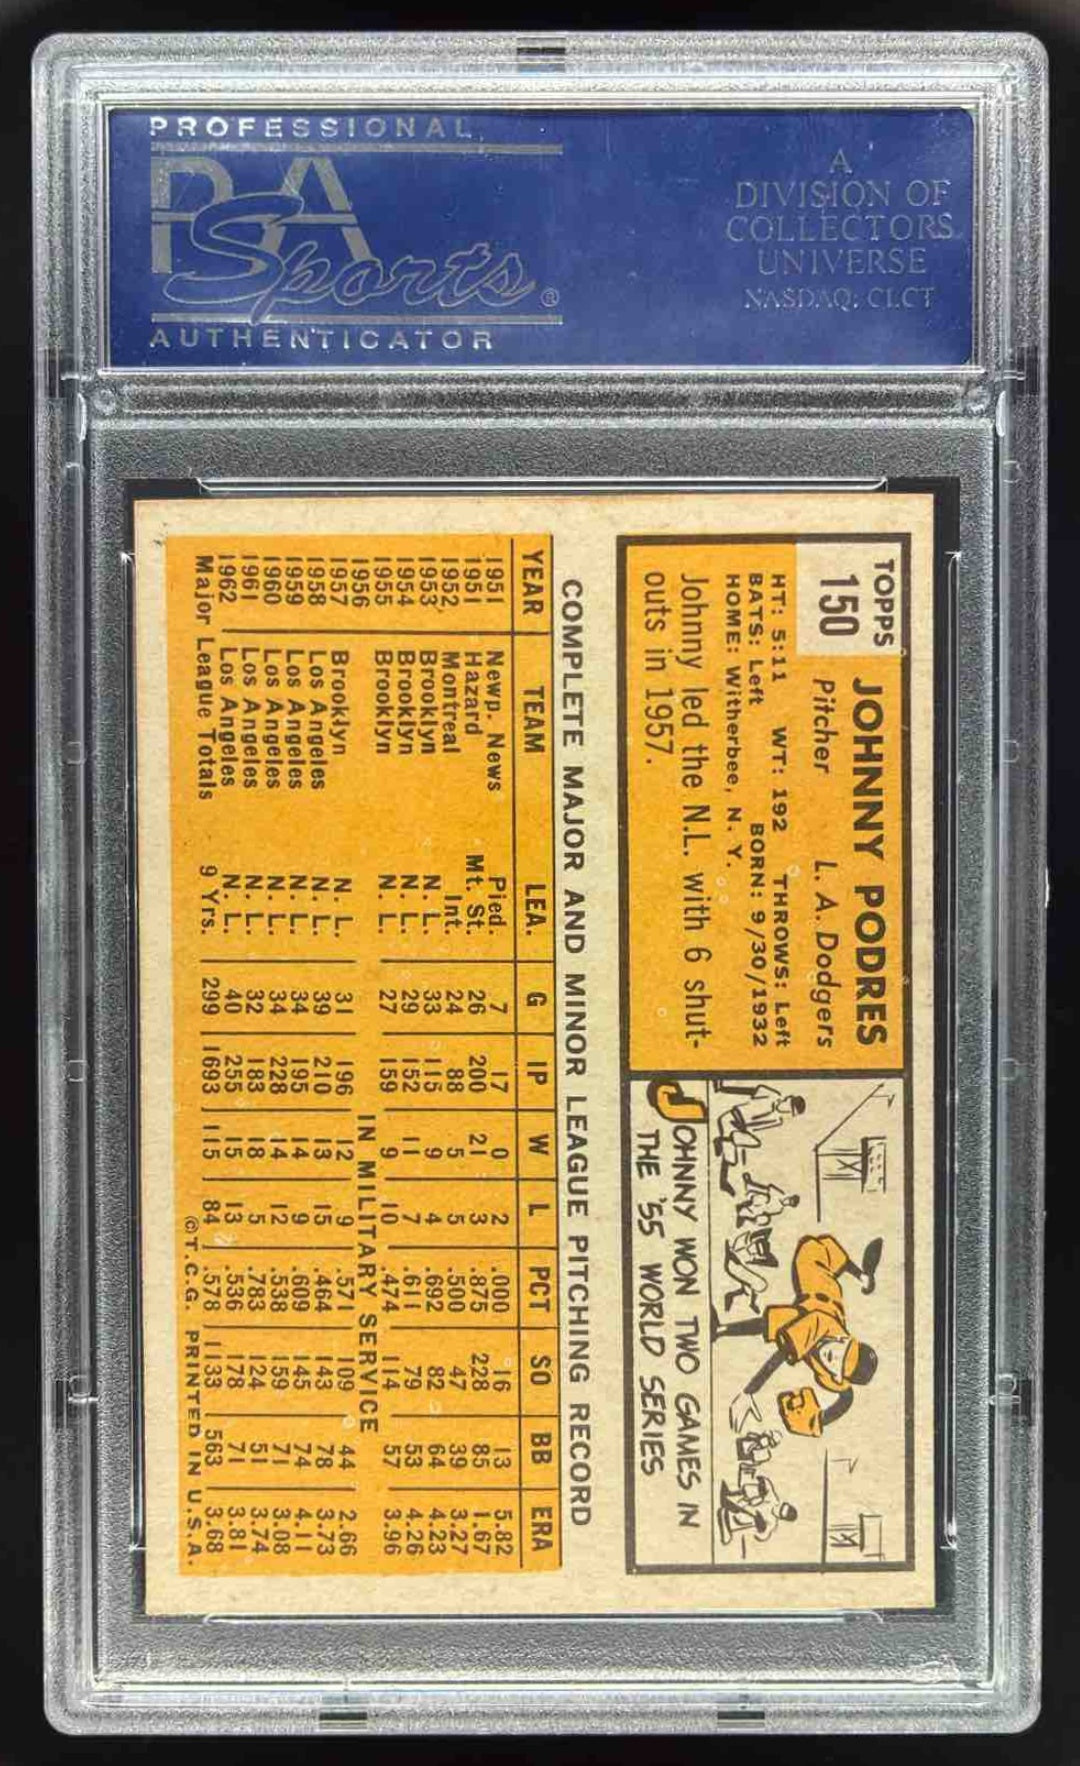 PROFESSIONAL
PSA
Sports®
AUTHENTICATOR
A
DIVISION OF
COLLECTORS
UNIVERSE
NASDAQ: CLCT
TOPPS
150
JOHNNY PODRES
Pitcher L. A. Dodgers
HT: 5:11 WT: 192 THROWS: Left
BATS: Left BORN: 9/30/1932
HOME: Witherbee, N. Y.
Johnny led the N.L. with 6 shut-
outs in 1957.
JOHNNY WON TWO GAMES IN
THE '55 WORLD SERIES
COMPLETE MAJOR AND MINOR LEAGUE PITCHING RECORD
YEAR TEAM LEA. G IP W L PCT SO BB ERA
1951 Newp. News Pied. 7 17 0 2 .000 16 13 5.82
1951 Hazard Mt. St. 26 200 21 3 .875 228 85 1.67
1952 Montreal Int. 24 88 5 5 .500 47 39 3.27
1953 Brooklyn N. L. 33 115 9 4 .692 82 64 4.23
1954 Brooklyn N. L. 29 152 11 7 .611 79 53 4.26
1955 Brooklyn N. L. 27 159 9 10 .474 114 57 3.96
1956 IN MILITARY SERVICE
1957 Brooklyn N. L. 31 196 12 9 .571 109 44 2.66
1958 Los Angeles N. L. 39 210 13 15 .464 143 78 3.73
1959 Los Angeles N. L. 34 195 14 9 .609 145 74 4.11
1960 Los Angeles N. L. 34 228 14 12 .538 159 71 3.08
1961 Los Angeles N. L. 32 183 18 5 .783 124 51 3.74
1962 Los Angeles N. L. 40 255 15 13 .536 178 71 3.81
Major League Totals 9 Yrs. 299 1693 115 84 .578 1133 563 3.68
©T.C.G. PRINTED IN U.S.A.